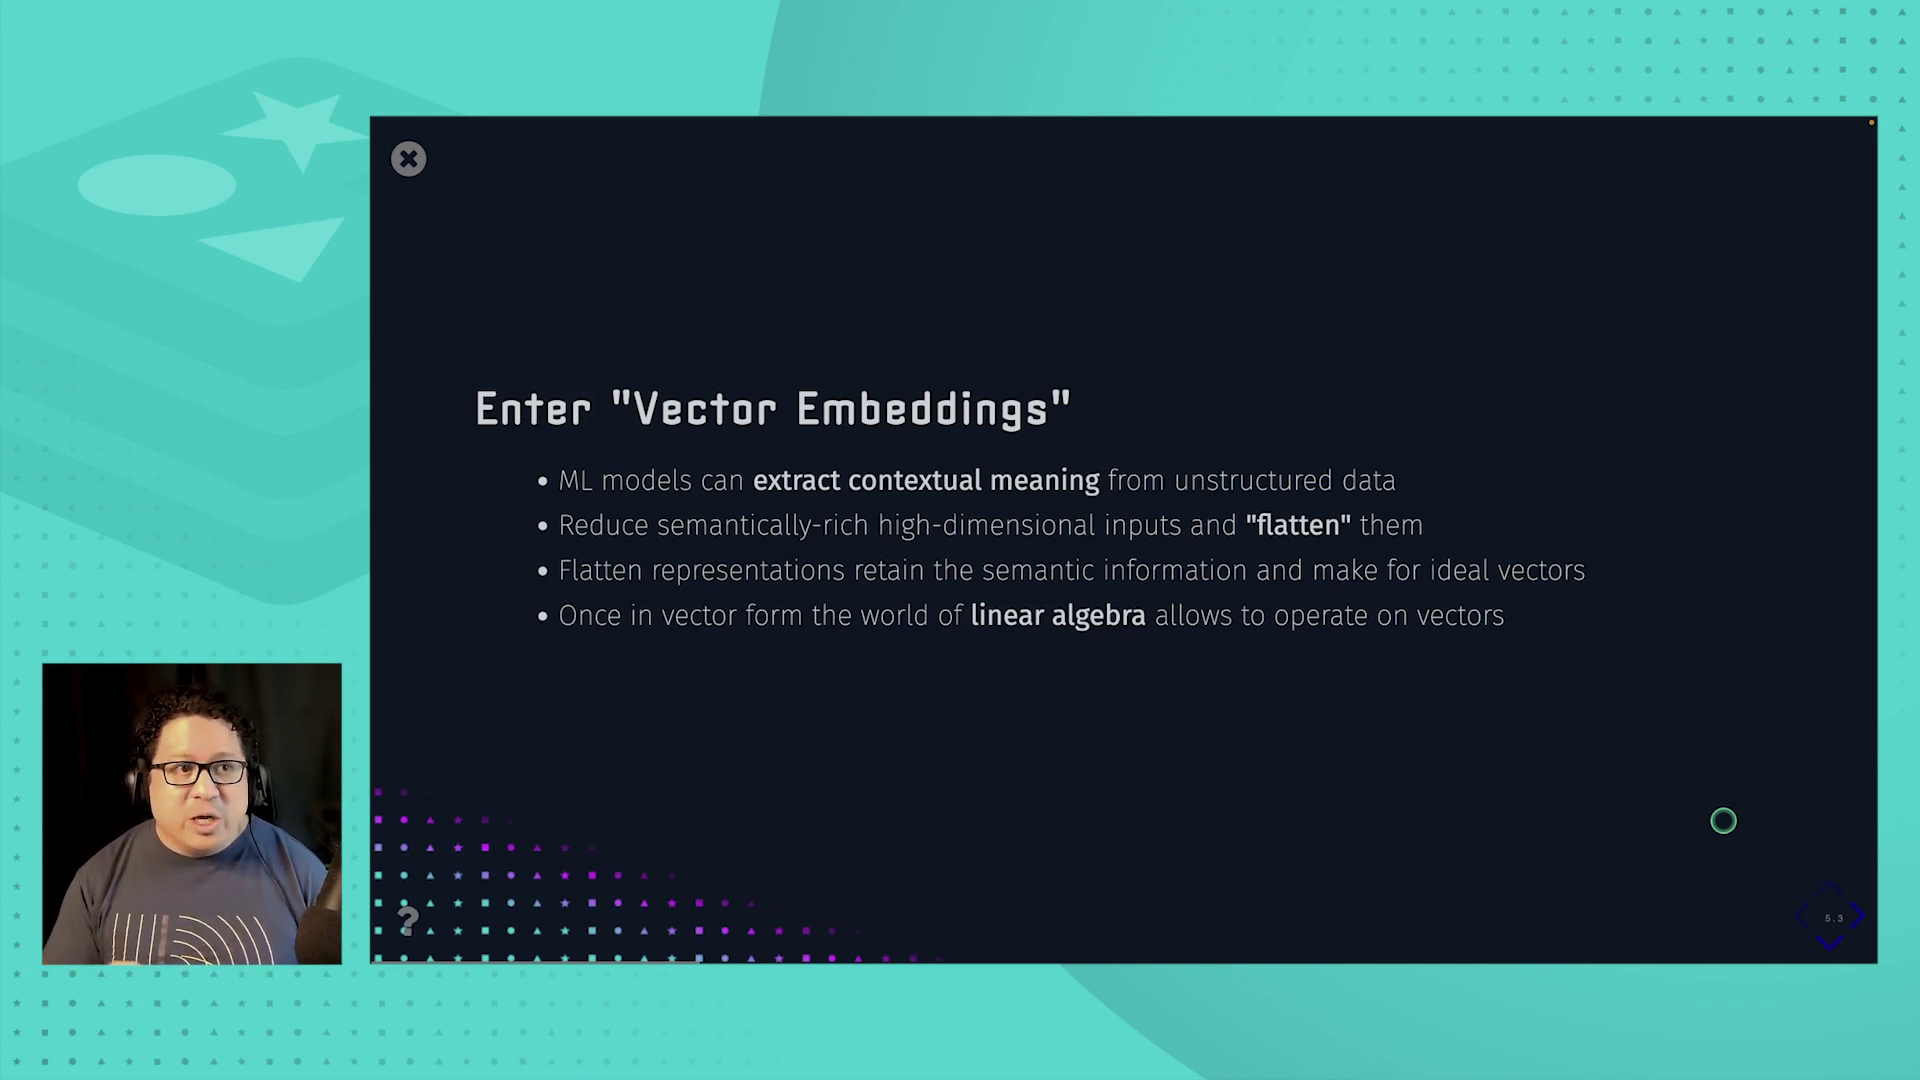 Enter "Vector Embeddings"
ML models can extract contextual meaning from unstructured data
Reduce semantically-rich high-dimensional inputs and "flatten" them
Flatten representations retain the semantic information and make for ideal vectors
Once in vector form the world of linear algebra allows to operate on vectors
?
5.3